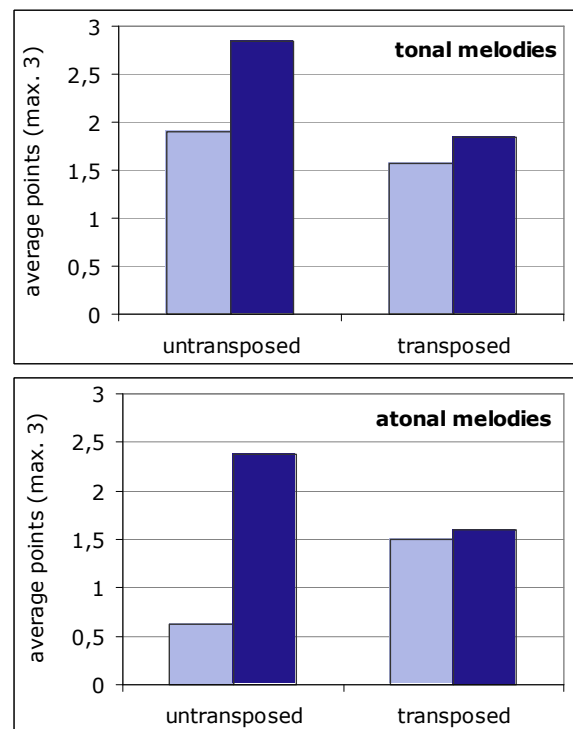 average points (max. 3)
3
2,5
2
1,5
1
0,5
0
tonal melodies
untransposed
transposed
average points (max. 3)
3
2,5
2
1,5
1
0,5
0
atonal melodies
untransposed
transposed